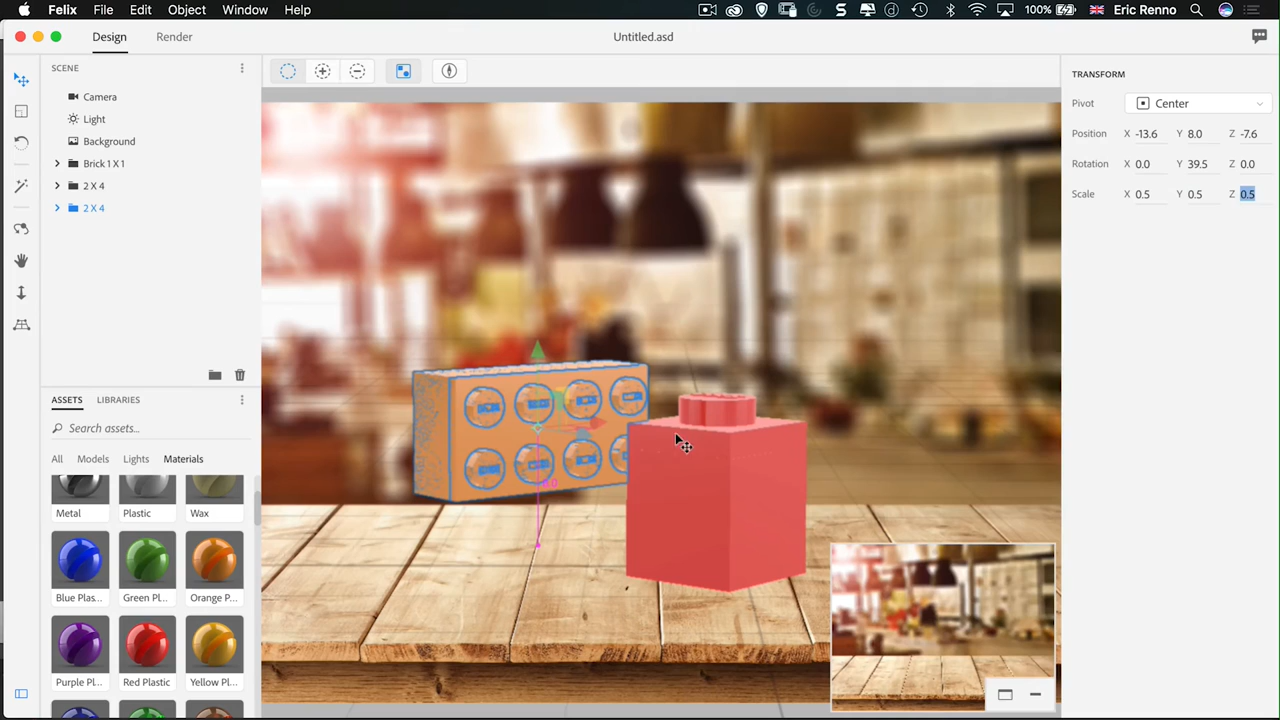 Felix File Edit Object Window Help 100% Eric Renno
Design Render Untitled.asd
SCENE
Camera
Light
Background
Brick 1X1
2 X 4
2 X 4
TRANSFORM
Pivot Center
Position X -13.6 Y 8.0 Z -7.6
Rotation X 0.0 Y 39.5 Z 0.0
Scale X 0.5 Y 0.5 Z 0.5
ASSETS LIBRARIES
Search assets...
All Models Lights Materials
Metal Plastic Wax
Blue Plas... Green Pl... Orange P...
Purple Pl... Red Plastic Yellow Pl...